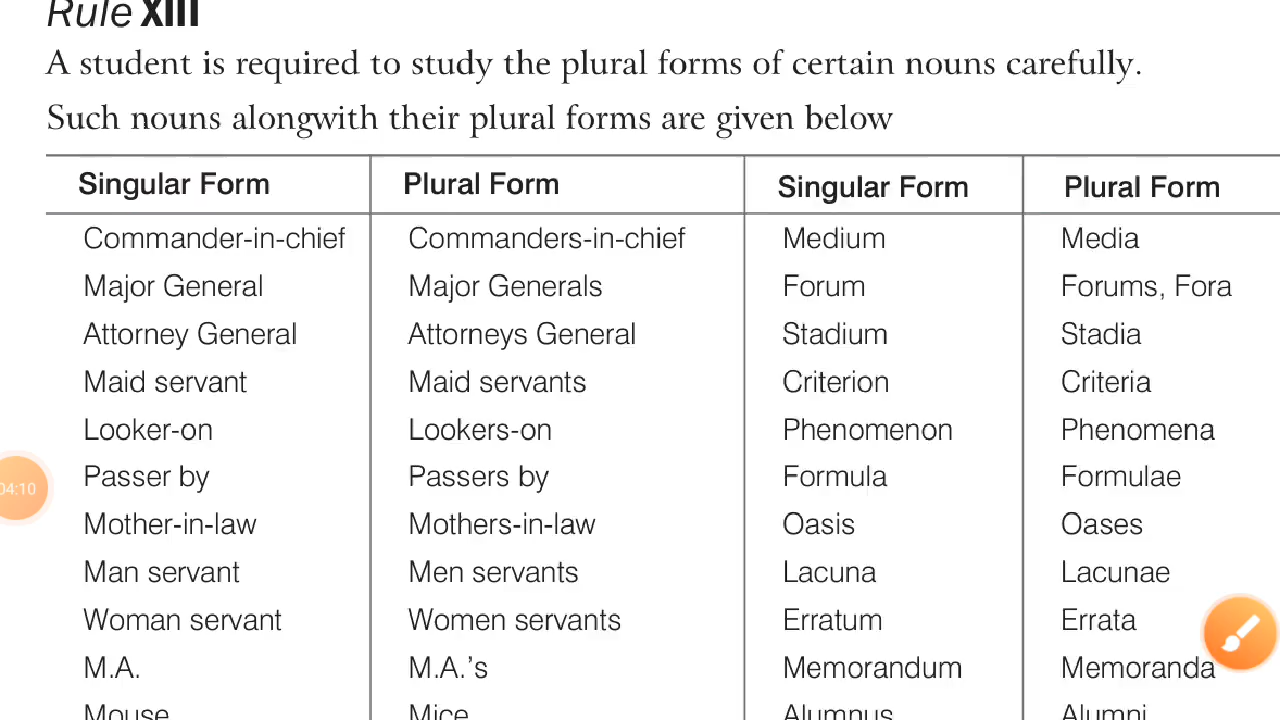 Rule XIII
A student is required to study the plural forms of certain nouns carefully.
Such nouns alongwith their plural forms are given below
Singular Form Plural Form Singular Form Plural Form
Commander-in-chief Commanders-in-chief Medium Media
Major General Major Generals Forum Forums, Fora
Attorney General Attorneys General Stadium Stadia
Maid servant Maid servants Criterion Criteria
Looker-on Lookers-on Phenomenon Phenomena
04:10
Passer by Passers by Formula Formulae
Mother-in-law Mothers-in-law Oasis Oases
Man servant Men servants Lacuna Lacunae
Woman servant Women servants Erratum Errata
M.A. M.A.'s Memorandum Memoranda
Mouse Mice Alumnus Alumni